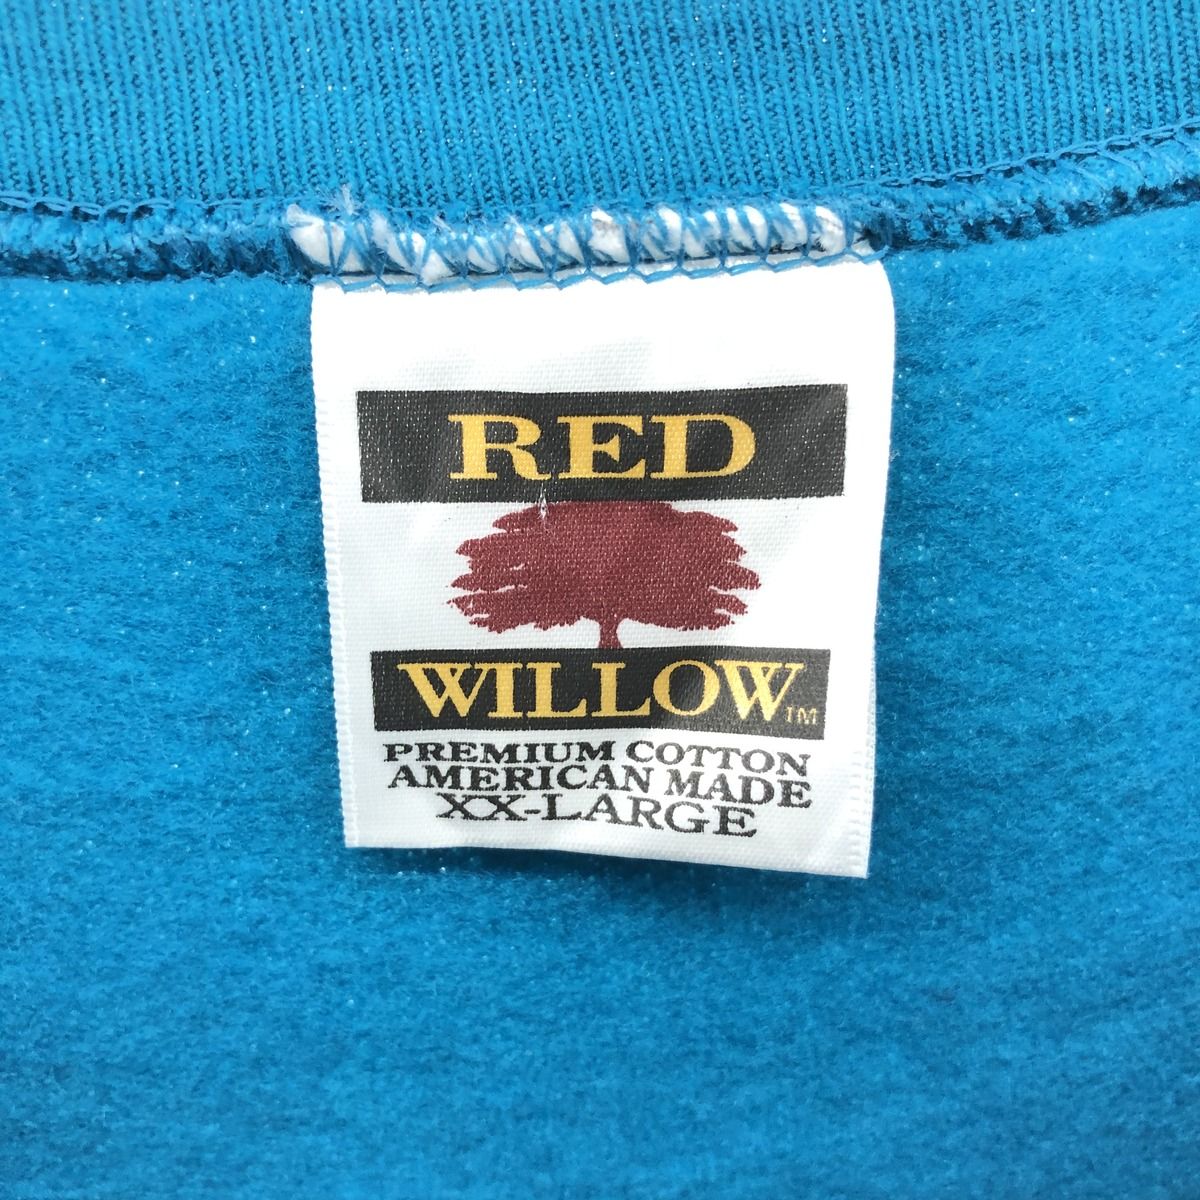 RED
WILLOW™
PREMIUM COTTON
AMERICAN MADE
XX-LARGE